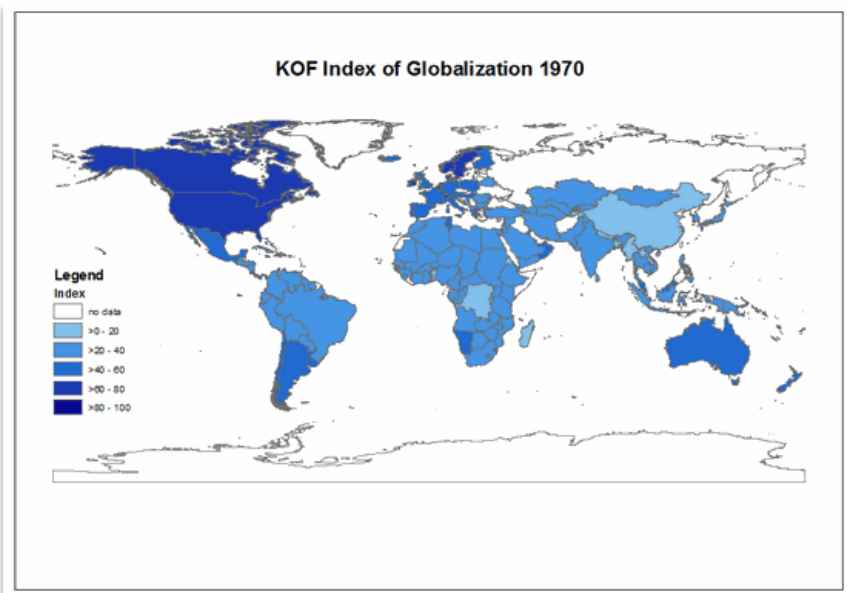 KOF Index of Globalization 1970
Legend
Index
no data
>0 - 20
>20 - 40
>40 - 60
>60 - 80
>80 - 100